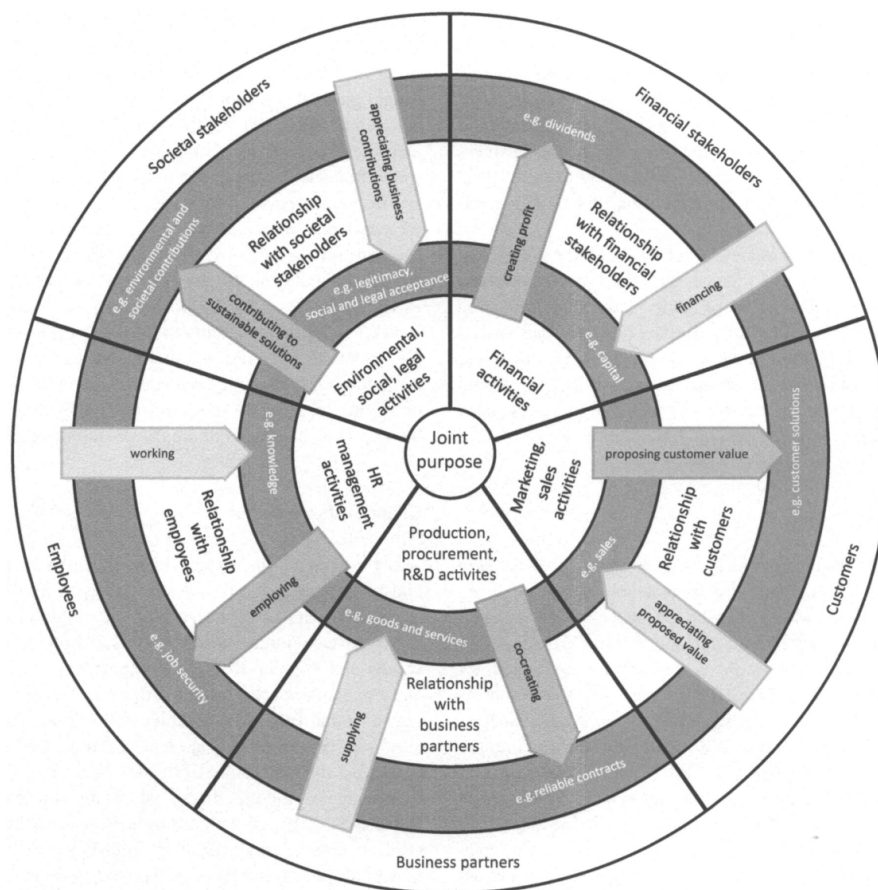 Societal stakeholders
e.g. environmental and
societal contributions
appreciating business
contributions
Relationship
with societal
stakeholders
contributing to
sustainable solutions
e.g. legitimacy,
social and legal acceptance
Environmental,
social, legal
activities
Financial stakeholders
e.g. dividends
creating profit
Relationship
with financial
stakeholders
financing
e.g. capital
Financial
activities
Joint
purpose
Customers
e.g. customer solutions
proposing customer value
Relationship
with
customers
appreciating
proposed value
e.g. sales
Marketing,
sales
activities
Business partners
e.g.reliable contracts
co-creating
Relationship
with
business
partners
supplying
e.g. goods and services
Production,
procurement,
R&D activites
Employees
e.g. job security
employing
Relationship
with
employees
working
e.g. knowledge
HR
management
activities